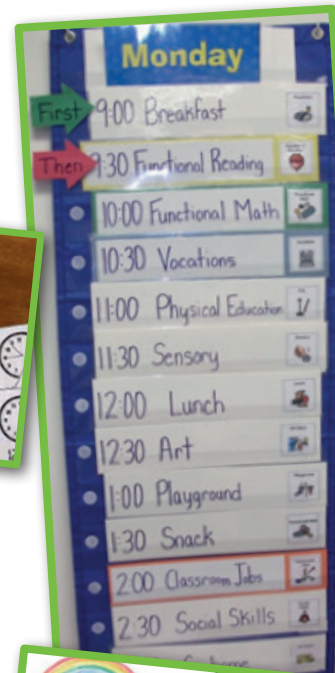 Monday
First 9:00 Breakfast
Then 9:30 Functional Reading
10:00 Functional Math
10:30 Vocations
11:00 Physical Education
11:30 Sensory
12:00 Lunch
12:30 Art
1:00 Playground
1:30 Snack
2:00 Classroom Jobs
2:30 Social Skills